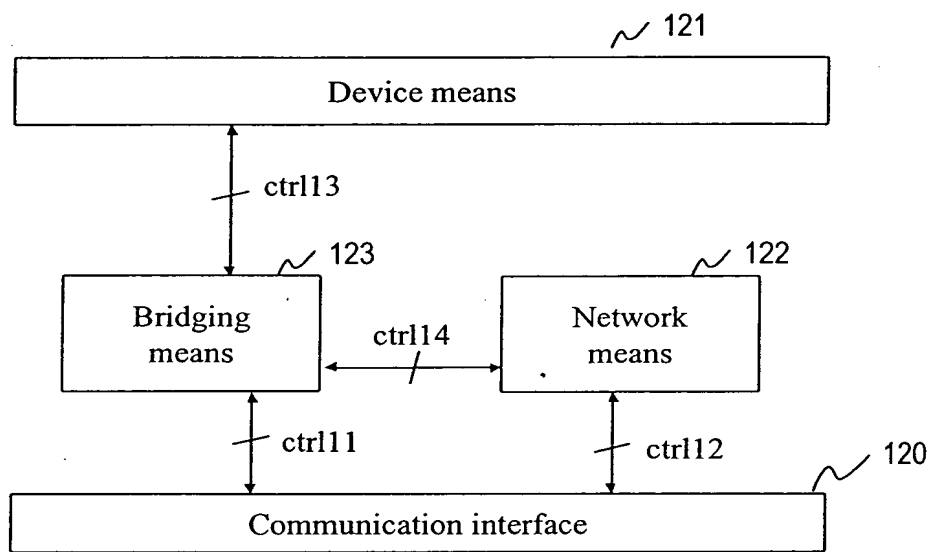 121
Device means
ctrl13
123
122
Bridging
means
ctrl14
Network
means
ctrl11
ctrl12
120
Communication interface